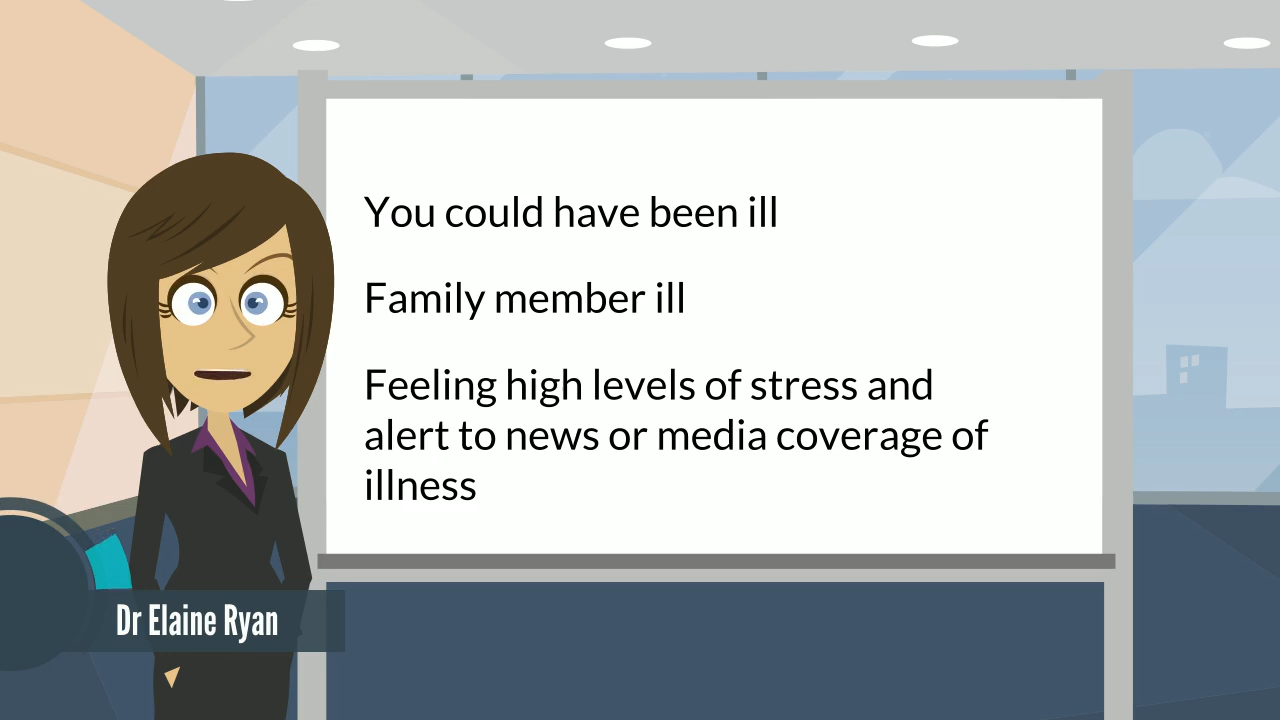 You could have been ill
Family member ill
Feeling high levels of stress and
alert to news or media coverage of
illness
Dr Elaine Ryan